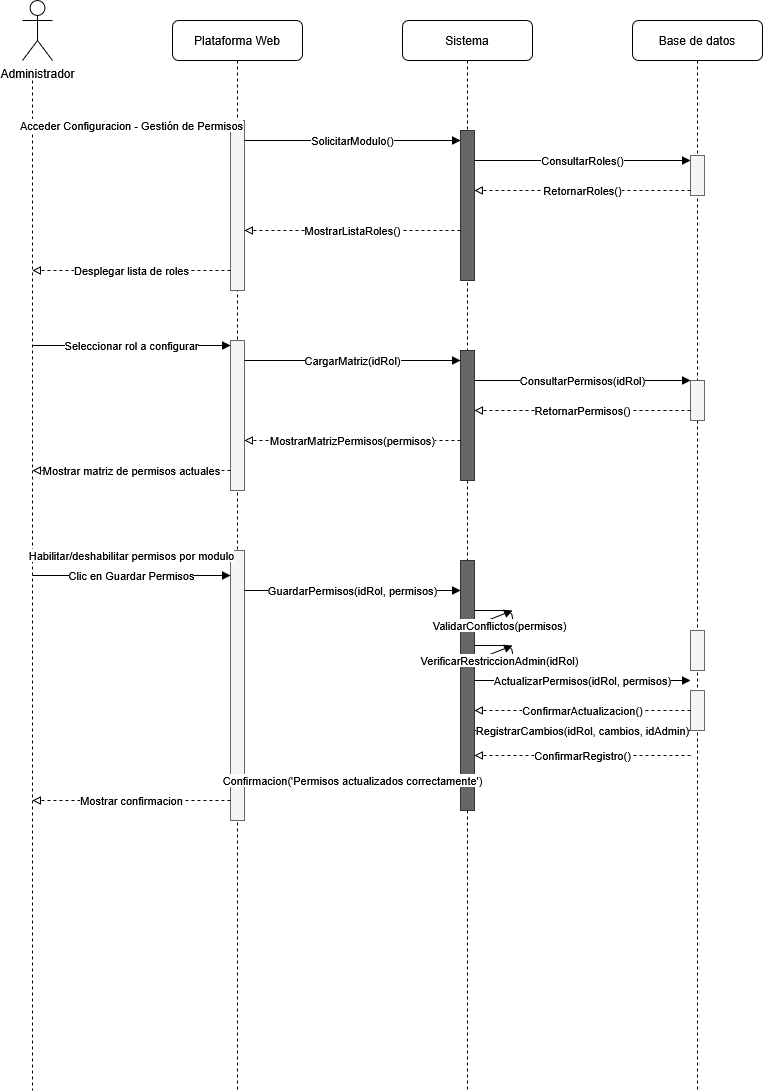 Administrador
Plataforma Web
Sistema
Base de datos
Acceder Configuracion - Gestión de Permisos
SolicitarModulo()
ConsultarRoles()
RetornarRoles()
MostrarListaRoles()
Desplegar lista de roles
Seleccionar rol a configurar
CargarMatriz(idRol)
ConsultarPermisos(idRol)
RetornarPermisos()
MostrarMatrizPermisos(permisos)
Mostrar matriz de permisos actuales
Habilitar/deshabilitar permisos por modulo
Clic en Guardar Permisos
GuardarPermisos(idRol, permisos)
ValidarConflictos(permisos)
VerificarRestriccionAdmin(idRol)
ActualizarPermisos(idRol, permisos)
ConfirmarActualizacion()
RegistrarCambios(idRol, cambios, idAdmin)
ConfirmarRegistro()
Confirmacion('Permisos actualizados correctamente')
Mostrar confirmacion